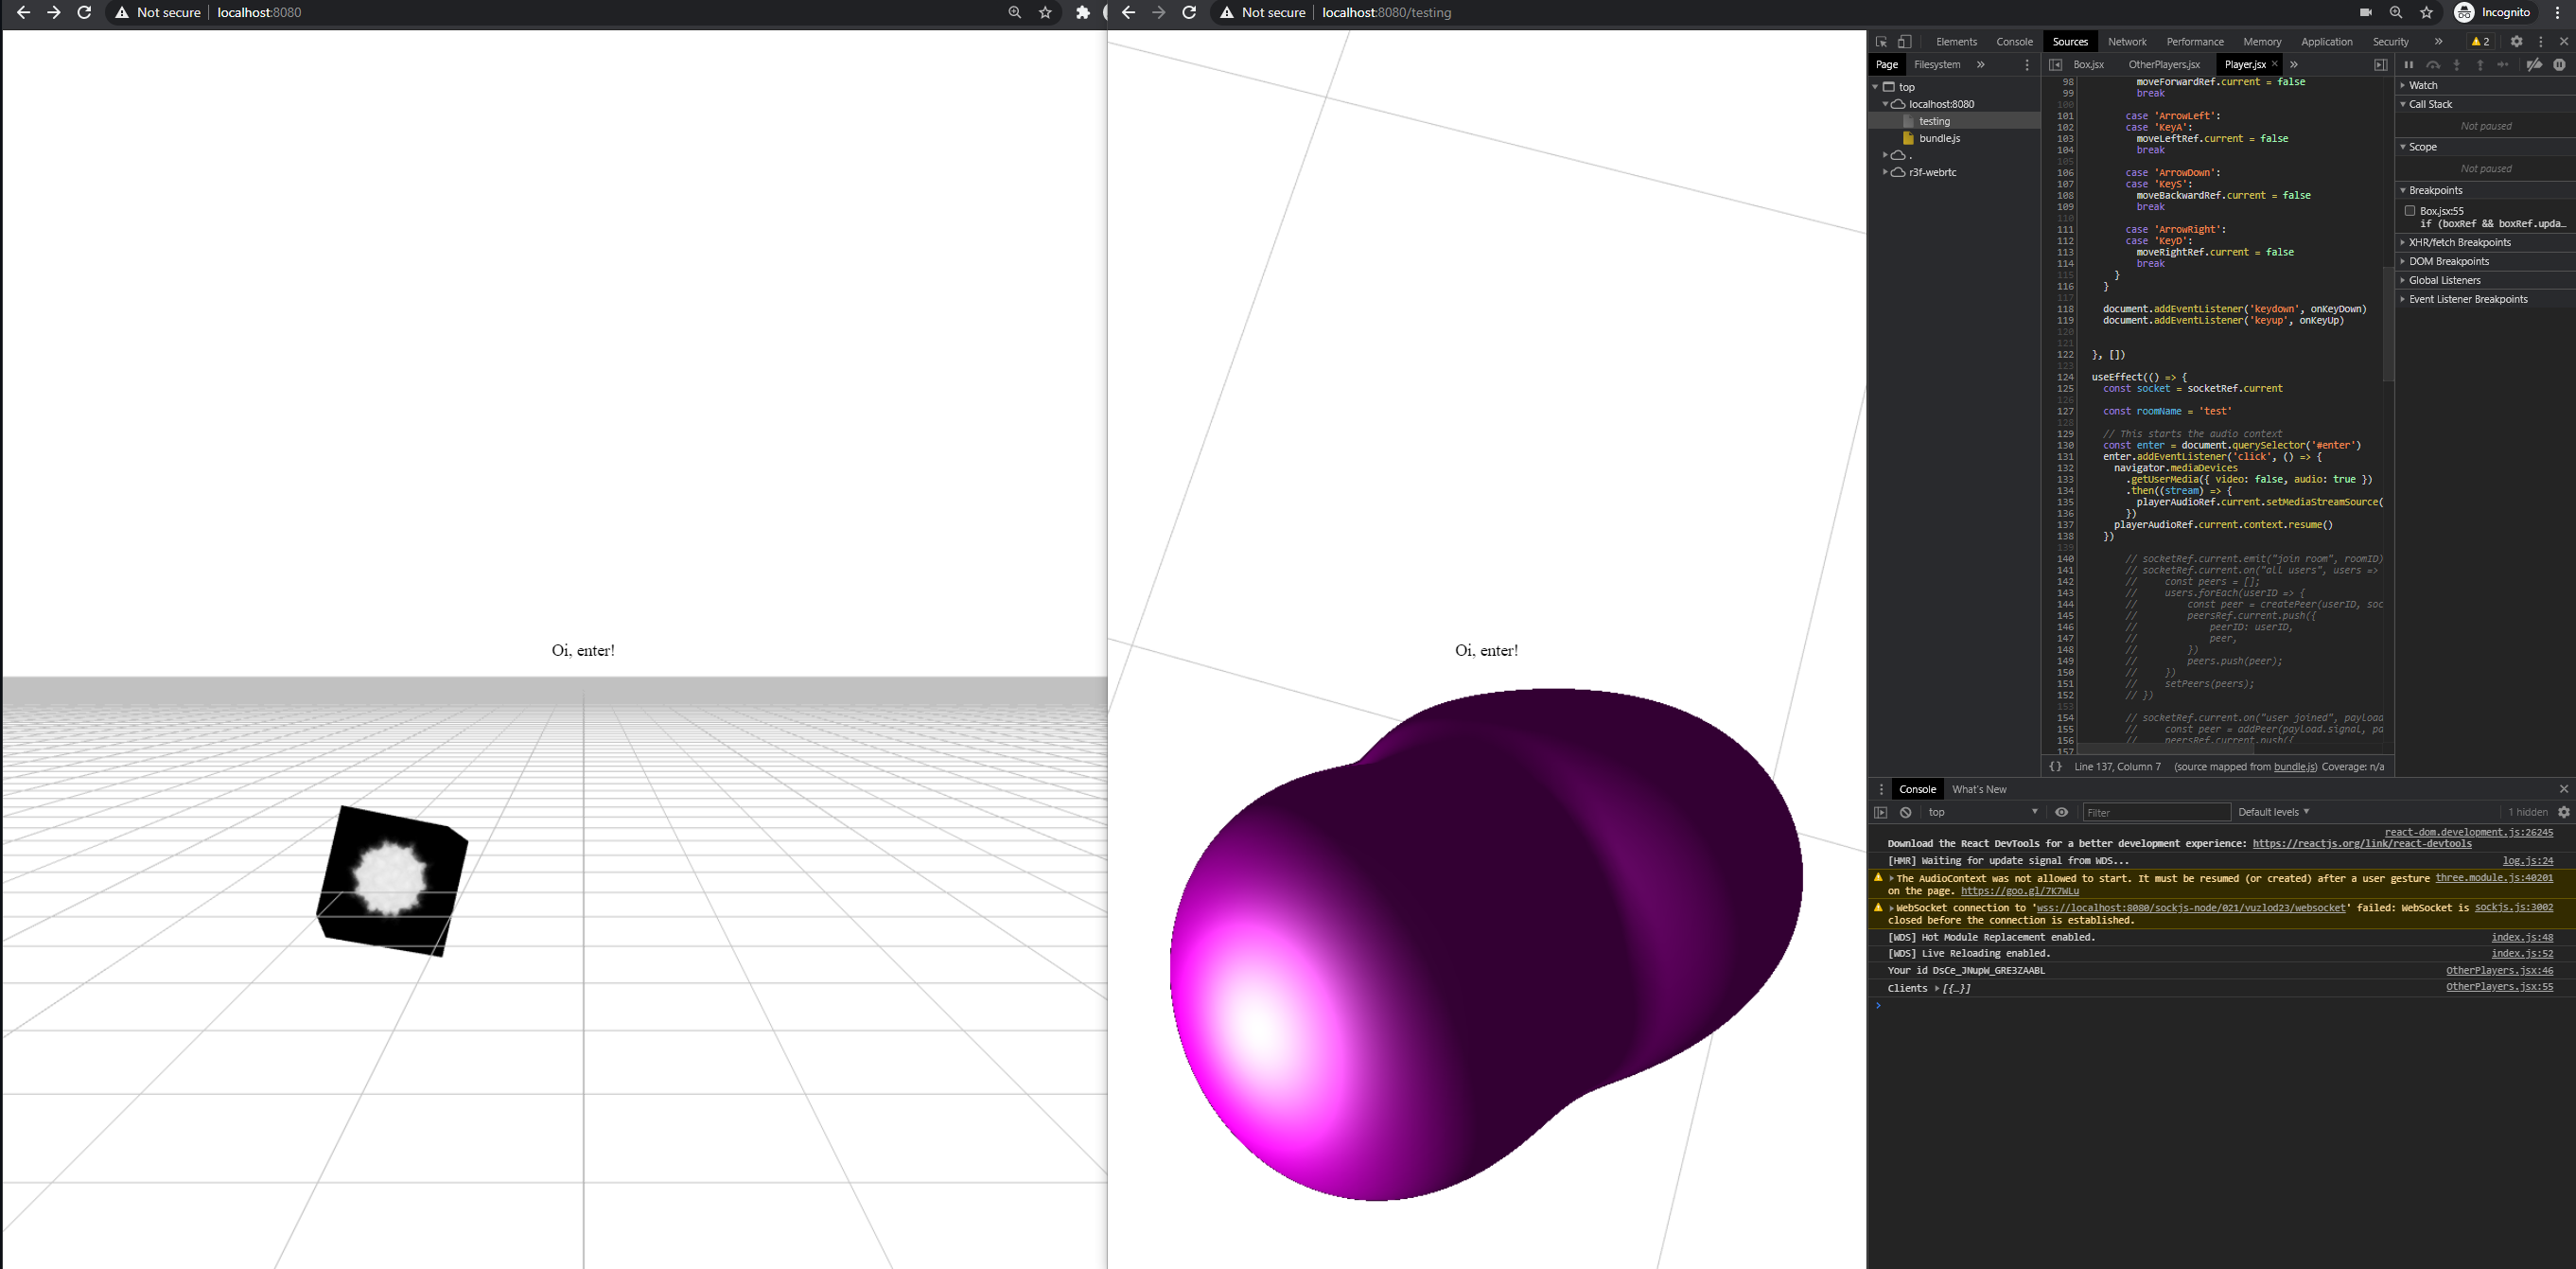 Not secure | localhost:8080
Not secure | localhost:8080/testing
Incognito
Oi, enter!
Oi, enter!
Elements Console Sources Network Performance Memory Application Security » 2
Page Filesystem »
Box.jsx OtherPlayers.jsx Player.jsx × »
top
localhost:8080
testing
bundle.js
.
r3f-webrtc
98 moveForwardRef.current = false
99 break
100
101 case 'ArrowLeft':
102 case 'KeyA':
103 moveLeftRef.current = false
104 break
105
106 case 'ArrowDown':
107 case 'KeyS':
108 moveBackwardRef.current = false
109 break
110
111 case 'ArrowRight':
112 case 'KeyD':
113 moveRightRef.current = false
114 break
115 }
116 }
117
118 document.addEventListener('keydown', onKeyDown)
119 document.addEventListener('keyup', onKeyUp)
120
121
122 }, [])
123
124 useEffect(() => {
125 const socket = socketRef.current
126
127 const roomName = 'test'
128
129 // This starts the audio context
130 const enter = document.querySelector('#enter')
131 enter.addEventListener('click', () => {
132 navigator.mediaDevices
133 .getUserMedia({ video: false, audio: true })
134 .then((stream) => {
135 playerAudioRef.current.setMediaStreamSource(
136 })
137 playerAudioRef.current.context.resume()
138 })
139
140 // socketRef.current.emit("join room", roomID)
141 // socketRef.current.on("all users", users =>
142 // const peers = [];
143 // users.forEach(userID => {
144 // const peer = createPeer(userID, soc
145 // peersRef.current.push({
146 // peerID: userID,
147 // peer,
148 // })
149 // peers.push(peer);
150 // })
151 // setPeers(peers);
152 // })
153
154 // socketRef.current.on("user joined", payload
155 // const peer = addPeer(payload.signal, pa
156 // peersRef.current.push({
157
{} Line 137, Column 7 (source mapped from bundle.js) Coverage: n/a
Watch
Call Stack
Not paused
Scope
Not paused
Breakpoints
Box.jsx:55
if (boxRef && boxRef.upda…
XHR/fetch Breakpoints
DOM Breakpoints
Global Listeners
Event Listener Breakpoints
Console What's New
top Filter Default levels 1 hidden
react-dom.development.js:26245
Download the React DevTools for a better development experience: https://reactjs.org/link/react-devtools
[HMR] Waiting for update signal from WDS... log.js:24
The AudioContext was not allowed to start. It must be resumed (or created) after a user gesture three.module.js:40201
on the page. https://goo.gl/7K7WLu
WebSocket connection to 'wss://localhost:8080/sockjs-node/021/vuzlod23/websocket' failed: WebSocket is sockjs.js:3002
closed before the connection is established.
[WDS] Hot Module Replacement enabled. index.js:48
[WDS] Live Reloading enabled. index.js:52
Your id DsCe_JNupW_GRE3ZAABL OtherPlayers.jsx:46
Clients [{…}] OtherPlayers.jsx:55